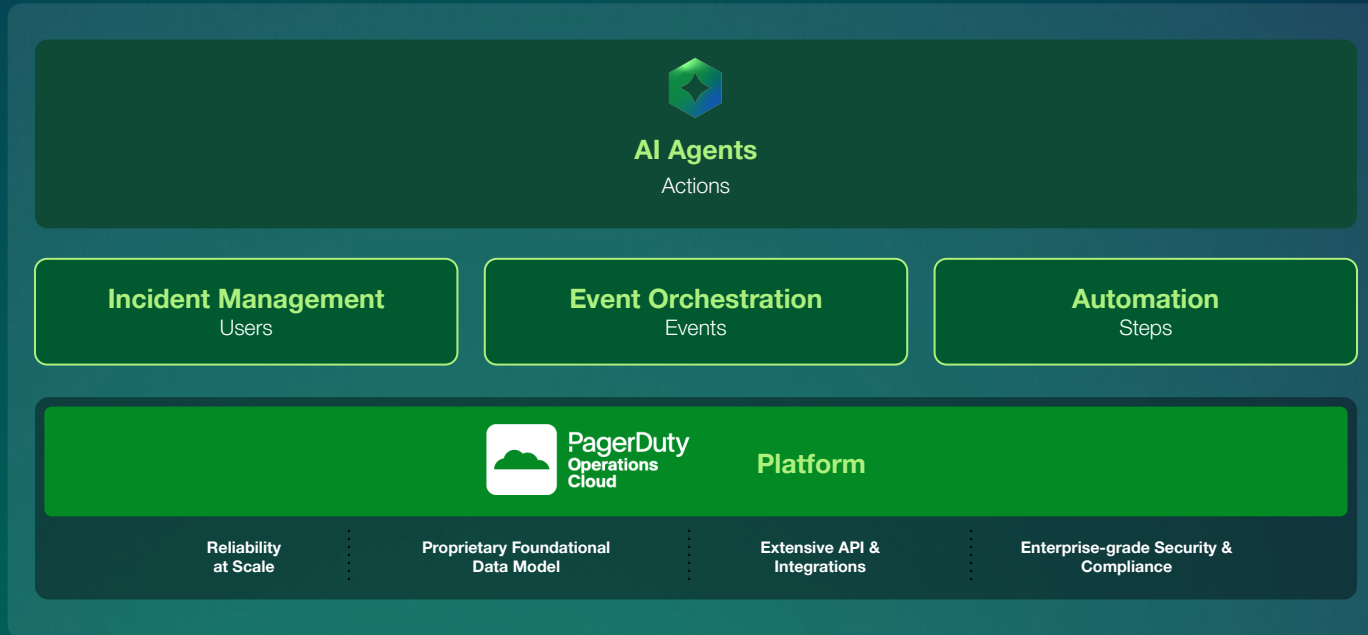 AI Agents
Actions
Incident Management
Users
Event Orchestration
Events
Automation
Steps
PagerDuty
Operations
Cloud
Platform
Reliability
at Scale
Proprietary Foundational
Data Model
Extensive API &
Integrations
Enterprise-grade Security &
Compliance